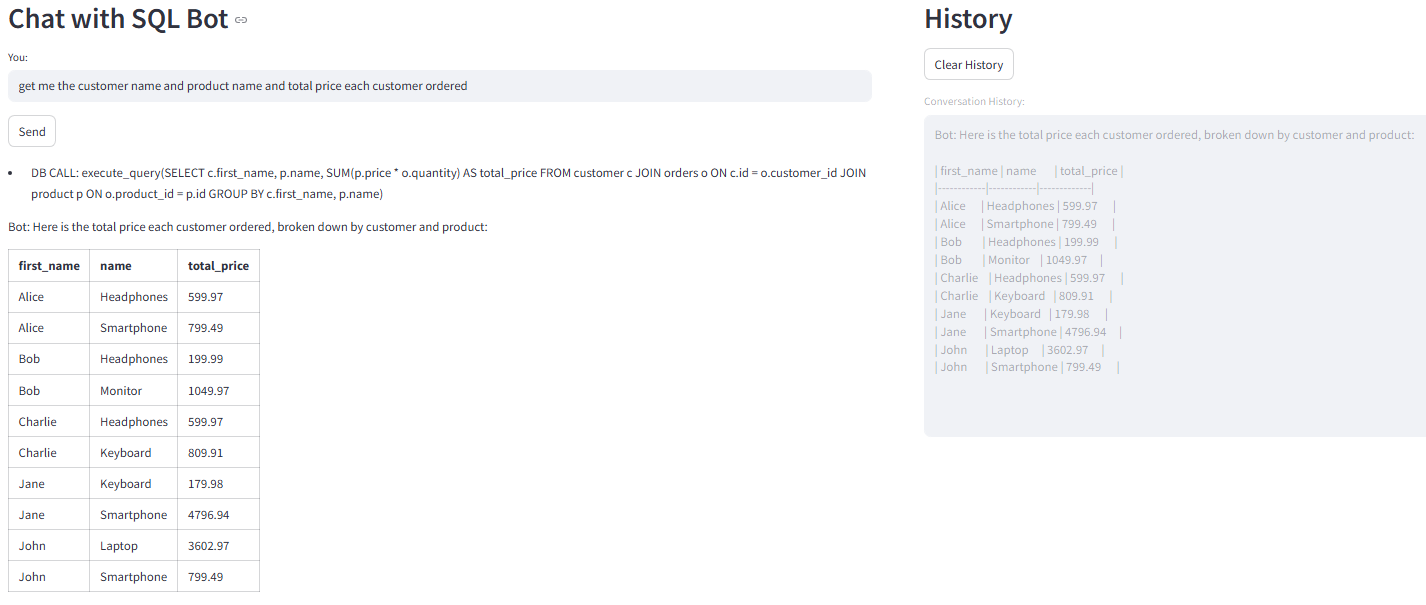 Chat with SQL Bot
You:
get me the customer name and product name and total price each customer ordered
Send
DB CALL: execute_query(SELECT c.first_name, p.name, SUM(p.price * o.quantity) AS total_price FROM customer c JOIN orders o ON c.id = o.customer_id JOIN
product p ON o.product_id = p.id GROUP BY c.first_name, p.name)
Bot: Here is the total price each customer ordered, broken down by customer and product:
first_name name total_price
Alice Headphones 599.97
Alice Smartphone 799.49
Bob Headphones 199.99
Bob Monitor 1049.97
Charlie Headphones 599.97
Charlie Keyboard 809.91
Jane Keyboard 179.98
Jane Smartphone 4796.94
John Laptop 3602.97
John Smartphone 799.49
History
Clear History
Conversation History:
Bot: Here is the total price each customer ordered, broken down by customer and product:
| first_name | name | total_price |
|------------|------------|-------------|
| Alice | Headphones | 599.97 |
| Alice | Smartphone | 799.49 |
| Bob | Headphones | 199.99 |
| Bob | Monitor | 1049.97 |
| Charlie | Headphones | 599.97 |
| Charlie | Keyboard | 809.91 |
| Jane | Keyboard | 179.98 |
| Jane | Smartphone | 4796.94 |
| John | Laptop | 3602.97 |
| John | Smartphone | 799.49 |